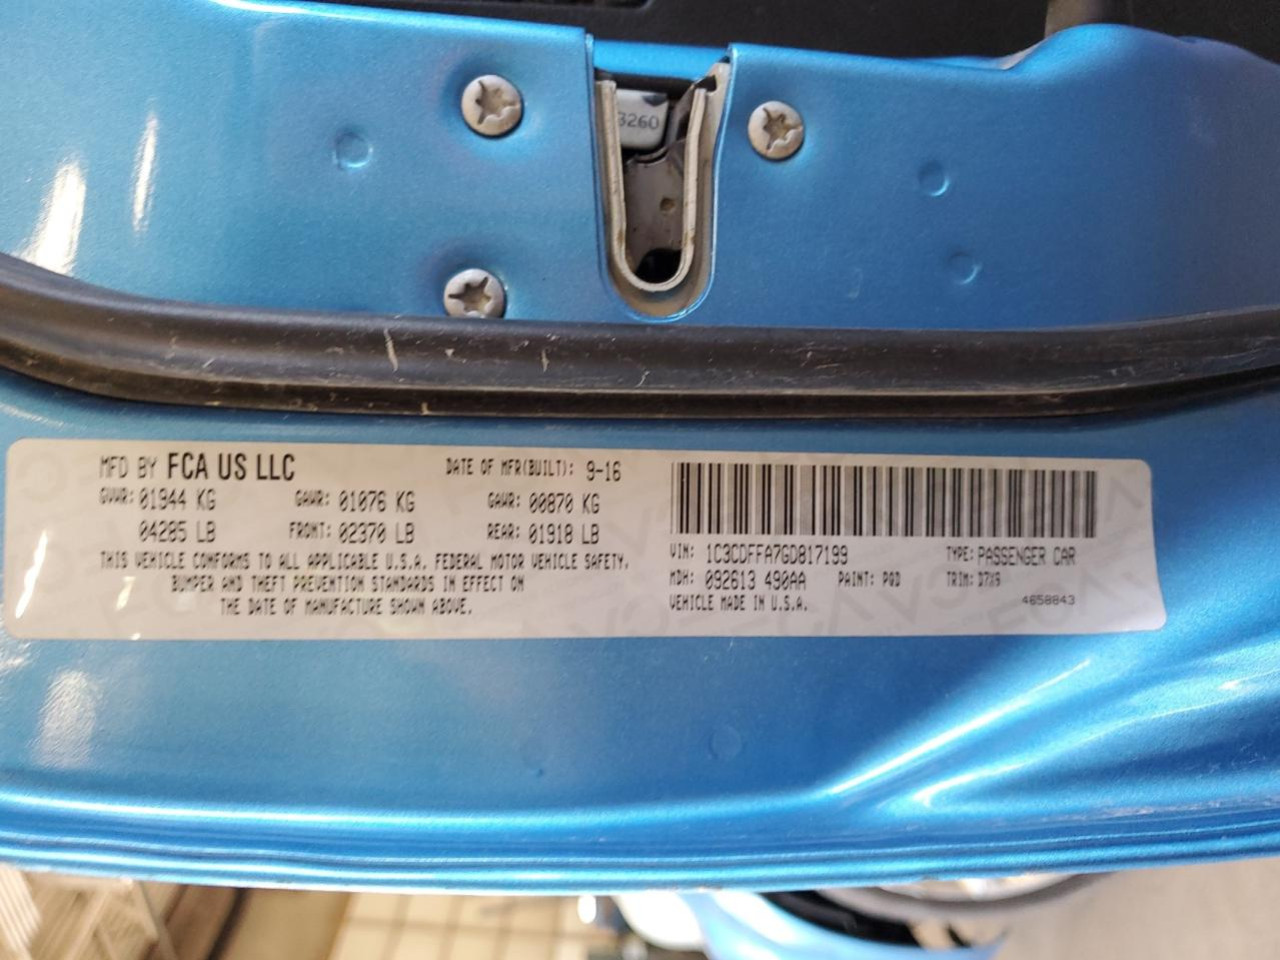 3260
MFD BY FCA US LLC DATE OF MFR(BUILT): 9-16
GVWR: 01944 KG GAWR: 01076 KG GAWR: 00870 KG
04285 LB FRONT: 02370 LB REAR: 01918 LB
THIS VEHICLE CONFORMS TO ALL APPLICABLE U.S.A. FEDERAL MOTOR VEHICLE SAFETY,
BUMPER AND THEFT PREVENTION STANDARDS IN EFFECT ON
THE DATE OF MANUFACTURE SHOWN ABOVE.
VIN: 1C3CDFFA7GD817199 TYPE: PASSENGER CAR
MDH: 092613 490AA PAINT: PQD TRIM: D7X9
VEHICLE MADE IN U.S.A. 4658843